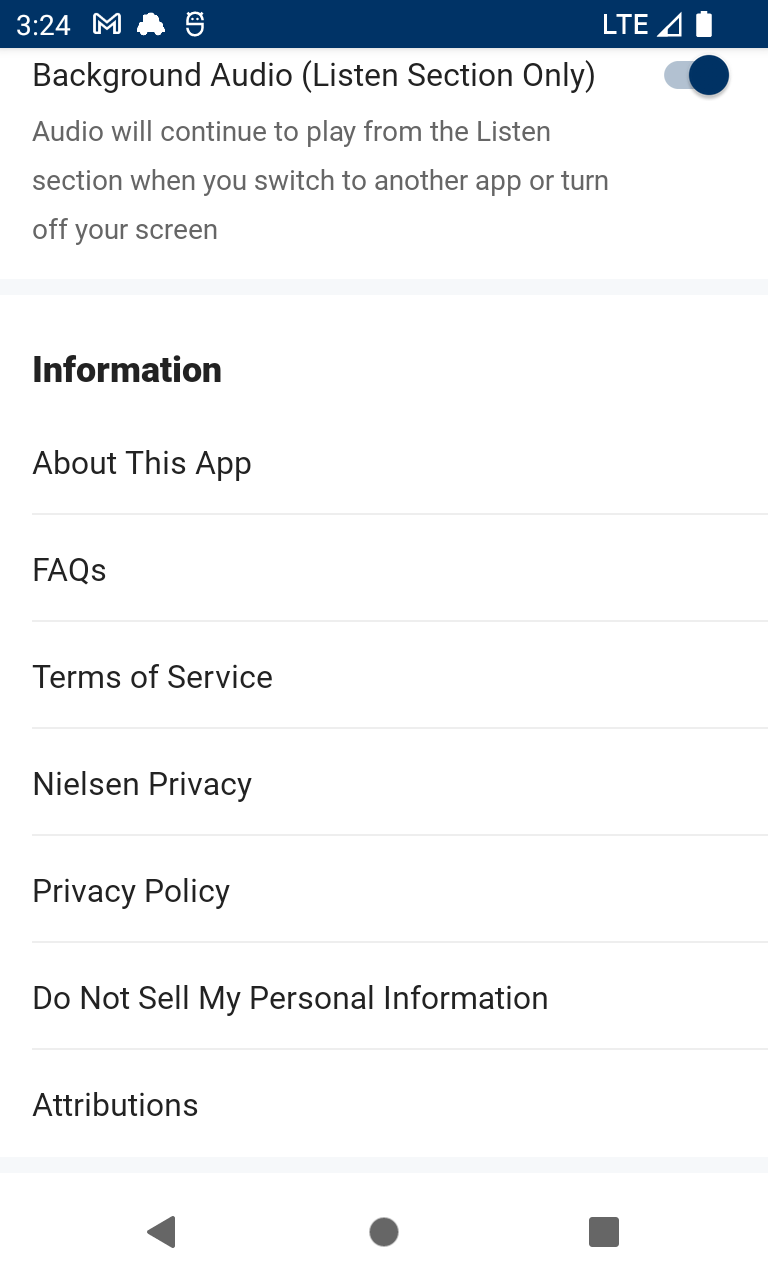 3:24 LTE
Background Audio (Listen Section Only)
Audio will continue to play from the Listen
section when you switch to another app or turn
off your screen
Information
About This App
FAQs
Terms of Service
Nielsen Privacy
Privacy Policy
Do Not Sell My Personal Information
Attributions